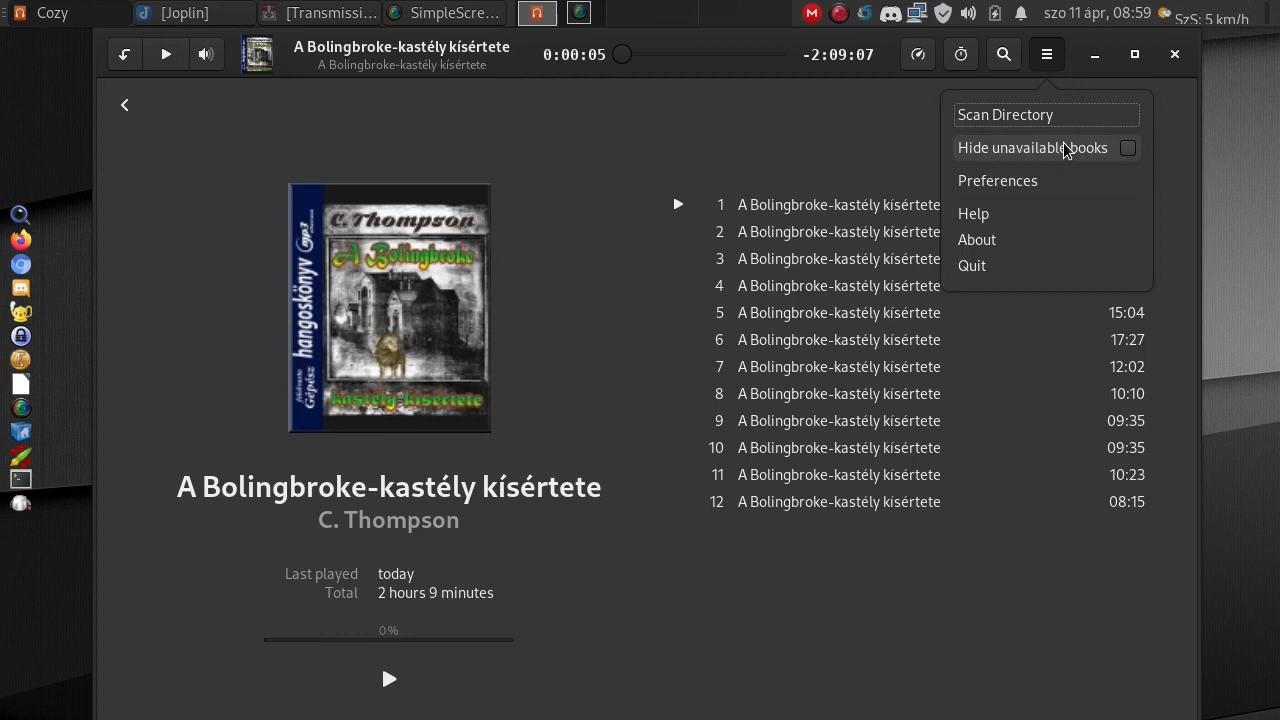 Cozy
[Joplin]
[Transmissi...
SimpleScre...
szo 11 ápr, 08:59
SzS: 5 km/h
A Bolingbroke-kastély kísértete
A Bolingbroke-kastély kísértete
0:00:05
-2:09:07
Scan Directory
Hide unavailable books
Preferences
Help
About
Quit
C. Thompson
A Bolingbroke
kastély kísértete
hangoskönyv mp3
Gépész
A Bolingbroke-kastély kísértete
C. Thompson
Last played today
Total 2 hours 9 minutes
0%
1 A Bolingbroke-kastély kísértete
2 A Bolingbroke-kastély kísértete
3 A Bolingbroke-kastély kísértete
4 A Bolingbroke-kastély kísértete
5 A Bolingbroke-kastély kísértete 15:04
6 A Bolingbroke-kastély kísértete 17:27
7 A Bolingbroke-kastély kísértete 12:02
8 A Bolingbroke-kastély kísértete 10:10
9 A Bolingbroke-kastély kísértete 09:35
10 A Bolingbroke-kastély kísértete 09:35
11 A Bolingbroke-kastély kísértete 10:23
12 A Bolingbroke-kastély kísértete 08:15